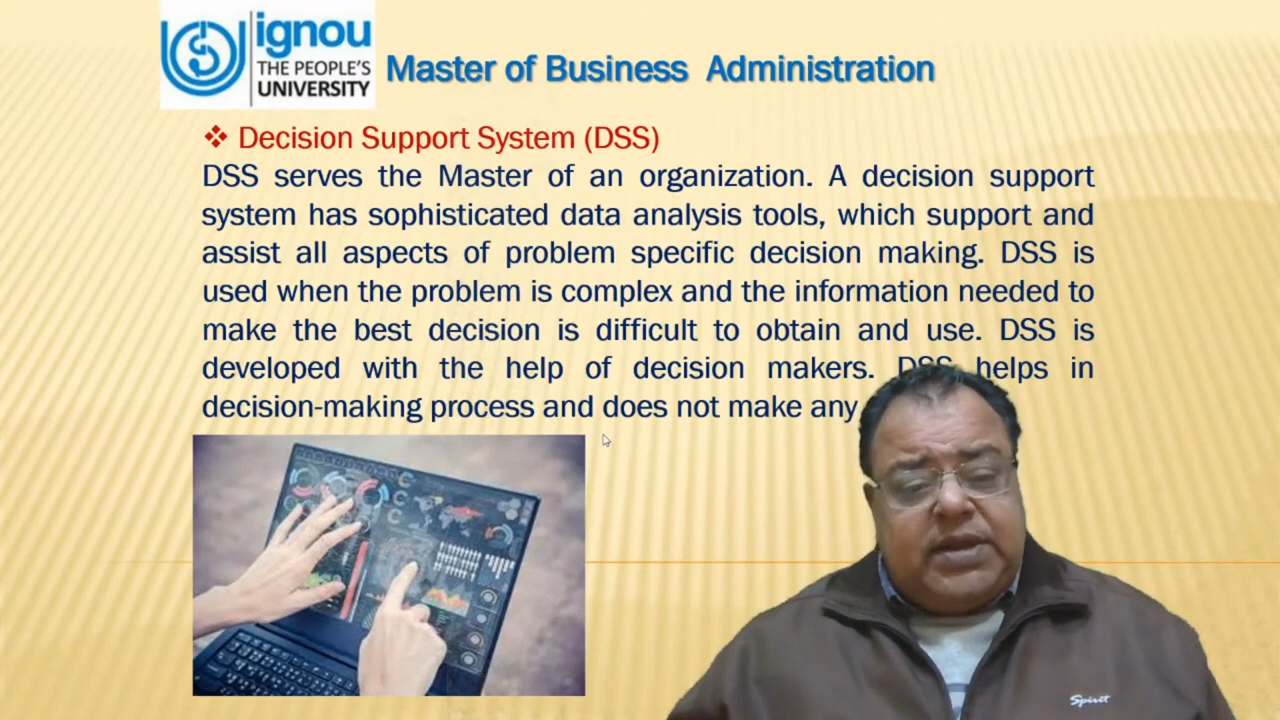 ignou
THE PEOPLE'S
UNIVERSITY
Master of Business Administration
Decision Support System (DSS)
DSS serves the Master of an organization. A decision support
system has sophisticated data analysis tools, which support and
assist all aspects of problem specific decision making. DSS is
used when the problem is complex and the information needed to
make the best decision is difficult to obtain and use. DSS is
developed with the help of decision makers. DSS helps in
decision-making process and does not make any
Spirit